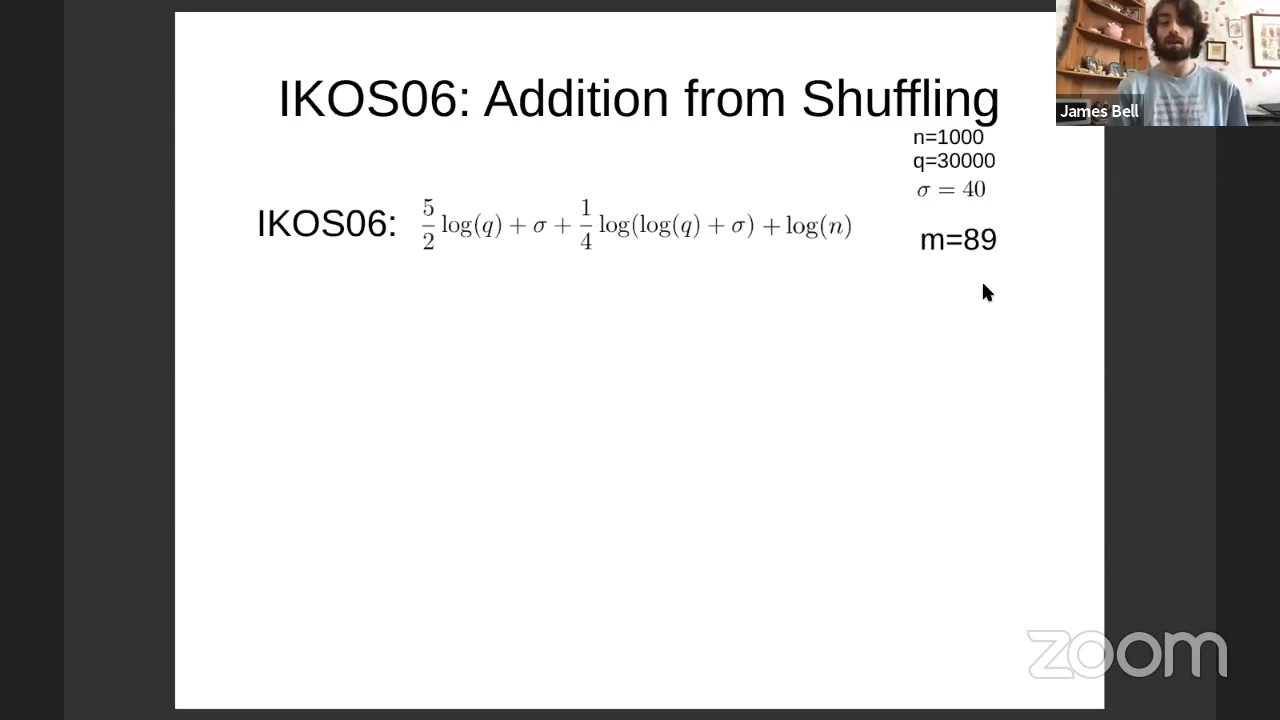 IKOS06: Addition from Shuffling
n=1000
q=30000
σ = 40
IKOS06: 5/2 log(q) + σ + 1/4 log(log(q) + σ) + log(n)
m=89
James Bell
zoom